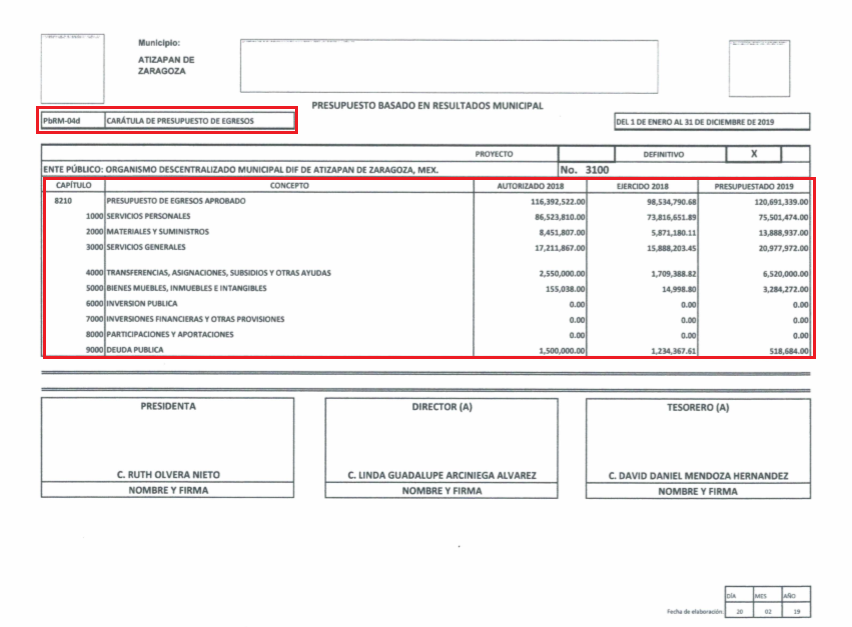 Municipio:
ATIZAPAN DE
ZARAGOZA
PRESUPUESTO BASADO EN RESULTADOS MUNICIPAL
PbRM-04d CARÁTULA DE PRESUPUESTO DE EGRESOS DEL 1 DE ENERO AL 31 DE DICIEMBRE DE 2019
PROYECTO DEFINITIVO X
ENTE PÚBLICO: ORGANISMO DESCENTRALIZADO MUNICIPAL DIF DE ATIZAPAN DE ZARAGOZA, MEX. No. 3100
CAPÍTULO CONCEPTO AUTORIZADO 2018 EJERCIDO 2018 PRESUPUESTADO 2019
8210 PRESUPUESTO DE EGRESOS APROBADO 116,392,522.00 98,534,790.68 120,691,339.00
1000 SERVICIOS PERSONALES 86,523,810.00 73,816,651.89 75,501,474.00
2000 MATERIALES Y SUMINISTROS 8,451,807.00 5,871,180.11 13,888,937.00
3000 SERVICIOS GENERALES 17,211,867.00 15,888,203.45 20,977,972.00
4000 TRANSFERENCIAS, ASIGNACIONES, SUBSIDIOS Y OTRAS AYUDAS 2,550,000.00 1,709,388.82 6,520,000.00
5000 BIENES MUEBLES, INMUEBLES E INTANGIBLES 155,038.00 14,998.80 3,284,272.00
6000 INVERSION PUBLICA 0.00 0.00 0.00
7000 INVERSIONES FINANCIERAS Y OTRAS PROVISIONES 0.00 0.00 0.00
8000 PARTICIPACIONES Y APORTACIONES 0.00 0.00 0.00
9000 DEUDA PUBLICA 1,500,000.00 1,234,367.61 518,684.00
PRESIDENTA DIRECTOR (A) TESORERO (A)
C. RUTH OLVERA NIETO C. LINDA GUADALUPE ARCINIEGA ALVAREZ C. DAVID DANIEL MENDOZA HERNANDEZ
NOMBRE Y FIRMA NOMBRE Y FIRMA NOMBRE Y FIRMA
DÍA MES AÑO
Fecha de elaboración: 20 02 19